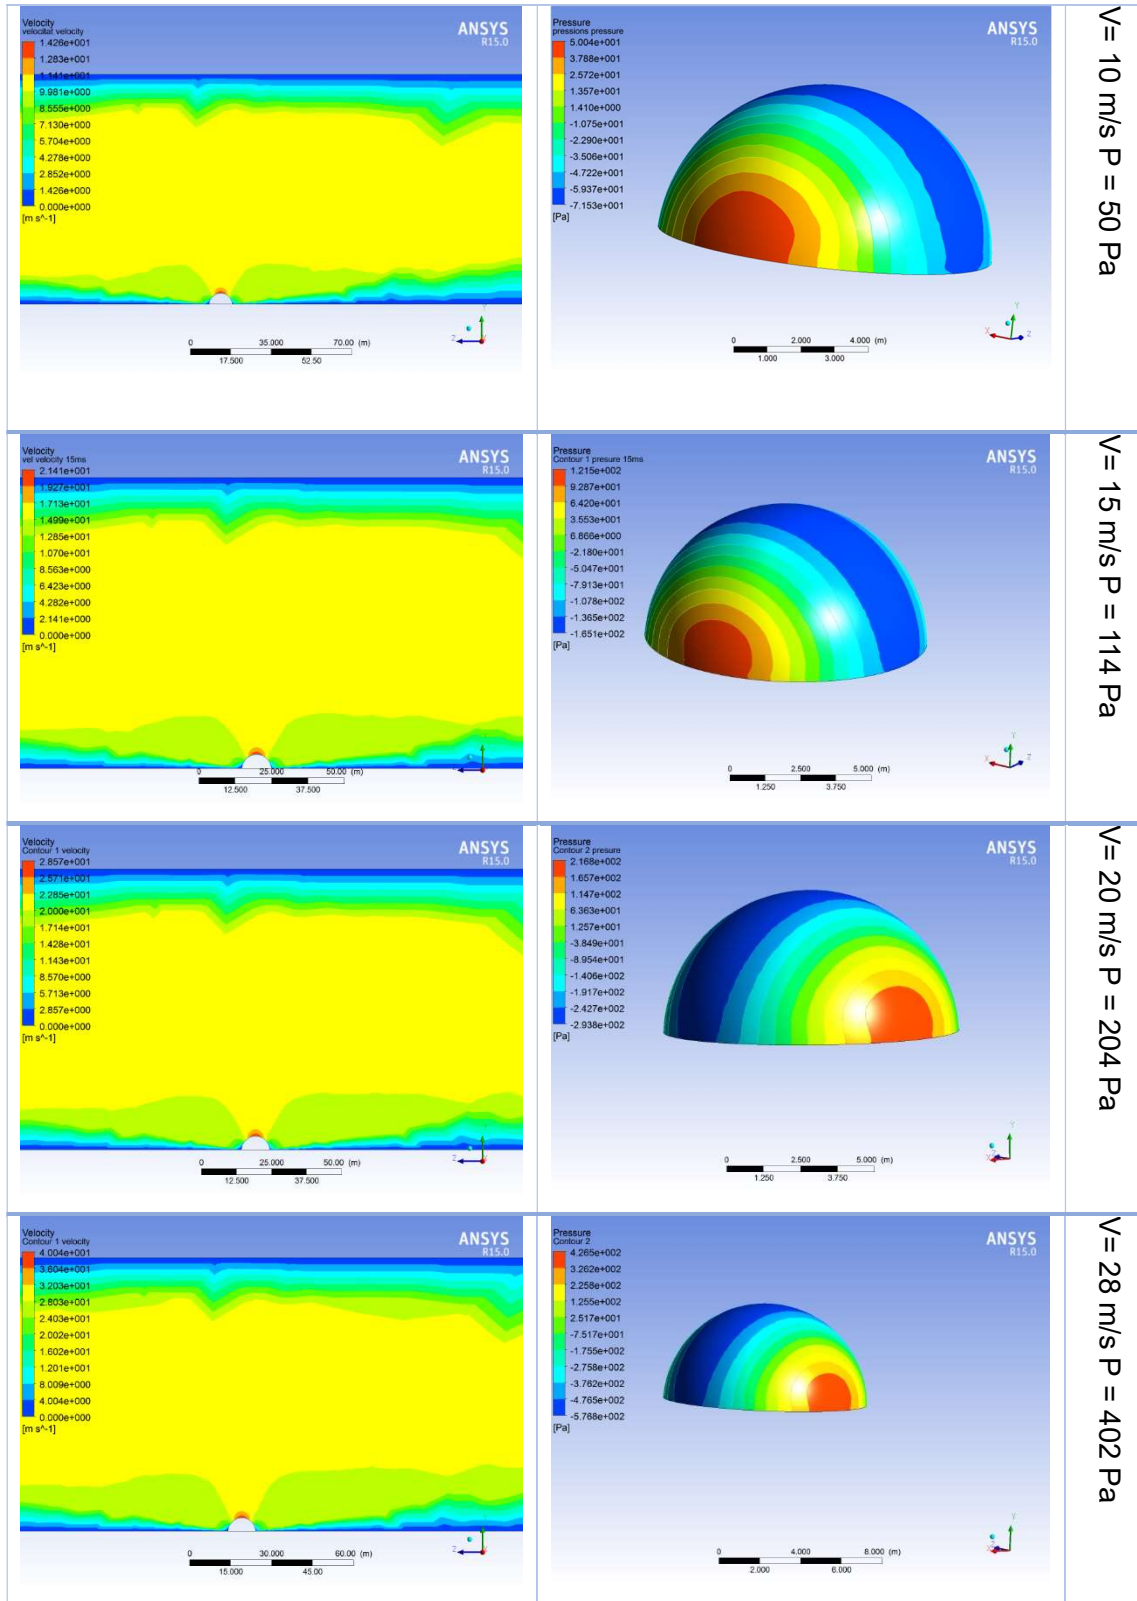 Velocity
velocitat velocity
1.426e+001
1.283e+001
1.141e+001
9.981e+000
8.555e+000
7.130e+000
5.704e+000
4.278e+000
2.852e+000
1.426e+000
0.000e+000
[m s^-1]
ANSYS
R15.0
0 35.000 70.00 (m)
17.500 52.50
Y
Z
Pressure
pressions pressure
5.004e+001
3.788e+001
2.572e+001
1.357e+001
1.410e+000
-1.075e+001
-2.290e+001
-3.506e+001
-4.722e+001
-5.937e+001
-7.153e+001
[Pa]
ANSYS
R15.0
0 2.000 4.000 (m)
1.000 3.000
Y
X Z
V= 10 m/s P = 50 Pa
Velocity
vel velocity 15ms
2.141e+001
1.927e+001
1.713e+001
1.499e+001
1.285e+001
1.070e+001
8.563e+000
6.423e+000
4.282e+000
2.141e+000
0.000e+000
[m s^-1]
ANSYS
R15.0
0 25.000 50.00 (m)
12.500 37.500
Pressure
Contour 1 presure 15ms
1.215e+002
9.287e+001
6.420e+001
3.553e+001
6.866e+000
-2.180e+001
-5.047e+001
-7.913e+001
-1.078e+002
-1.365e+002
-1.651e+002
[Pa]
ANSYS
R15.0
0 2.500 5.000 (m)
1.250 3.750
Y
X Z
V= 15 m/s P = 114 Pa
Velocity
Contour 1 velocity
2.857e+001
2.571e+001
2.285e+001
2.000e+001
1.714e+001
1.428e+001
1.143e+001
8.570e+000
5.713e+000
2.857e+000
0.000e+000
[m s^-1]
ANSYS
R15.0
0 25.000 50.00 (m)
12.500 37.500
Z
Pressure
Contour 2 presure
2.168e+002
1.657e+002
1.147e+002
6.363e+001
1.257e+001
-3.849e+001
-8.954e+001
-1.406e+002
-1.917e+002
-2.427e+002
-2.938e+002
[Pa]
ANSYS
R15.0
0 2.500 5.000 (m)
1.250 3.750
Y
V= 20 m/s P = 204 Pa
Velocity
Contour 1 velocity
4.004e+001
3.604e+001
3.203e+001
2.803e+001
2.403e+001
2.002e+001
1.602e+001
1.201e+001
8.009e+000
4.004e+000
0.000e+000
[m s^-1]
ANSYS
R15.0
0 30.000 60.00 (m)
15.000 45.00
Z
Pressure
Contour 2
4.265e+002
3.262e+002
2.258e+002
1.255e+002
2.517e+001
-7.517e+001
-1.755e+002
-2.758e+002
-3.762e+002
-4.765e+002
-5.768e+002
[Pa]
ANSYS
R15.0
0 4.000 8.000 (m)
2.000 6.000
Y
V= 28 m/s P = 402 Pa